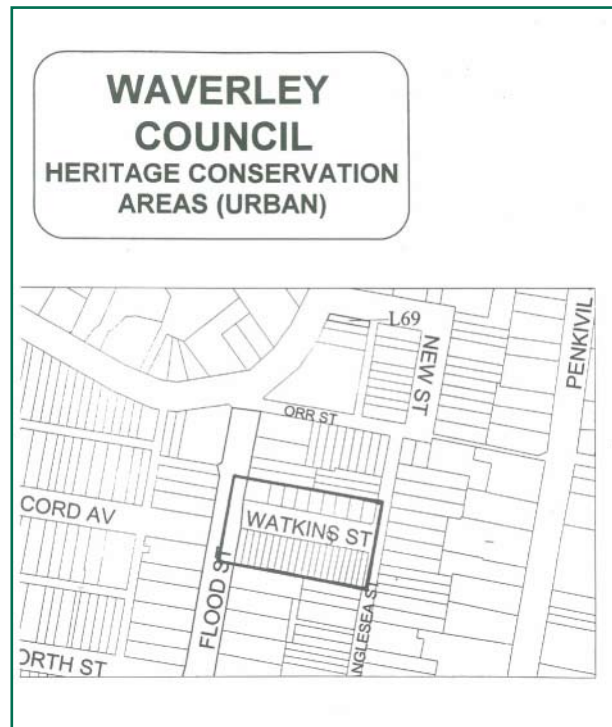 WAVERLEY
COUNCIL
HERITAGE CONSERVATION
AREAS (URBAN)
L69
NEW ST
PENKIVIL
ORR ST
CORD AV
WATKINS ST
FLOOD ST
ANGLESEA ST
ORTH ST